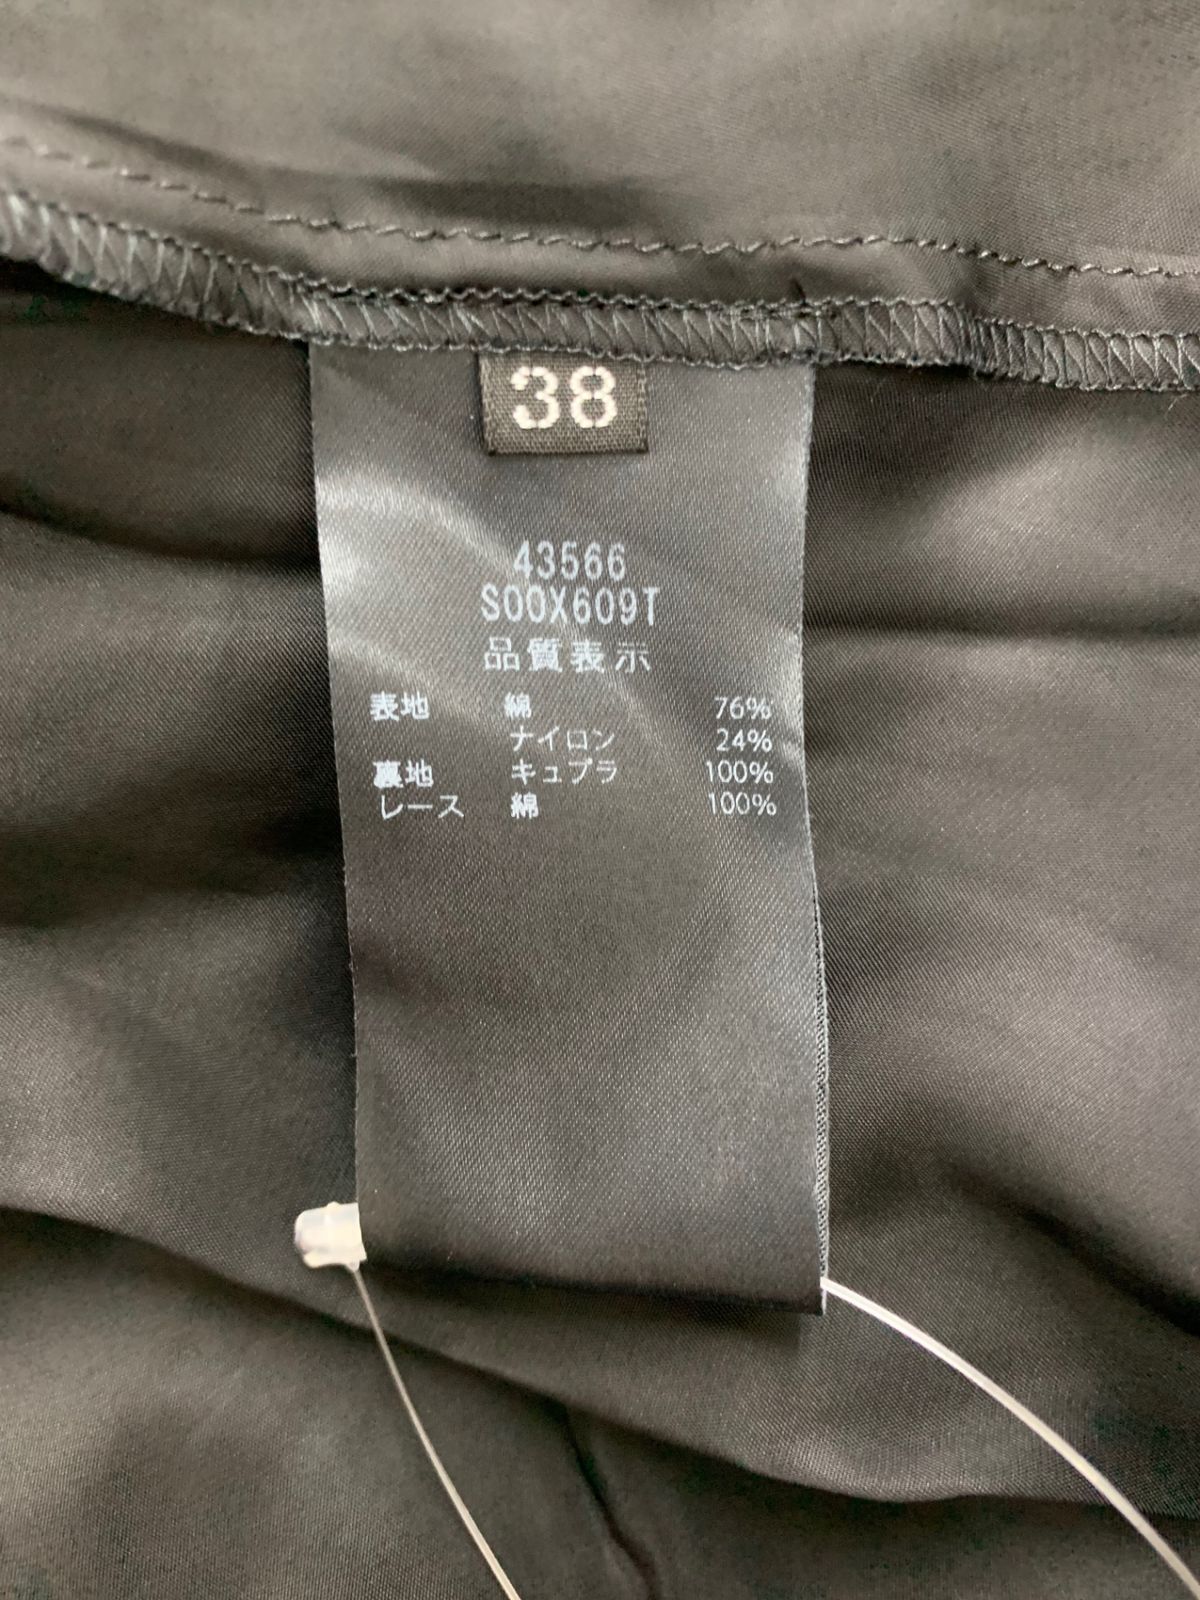 38
43566
S00X609T
品質表示
表地 綿 76%
ナイロン 24%
裏地 キュプラ 100%
レース 綿 100%